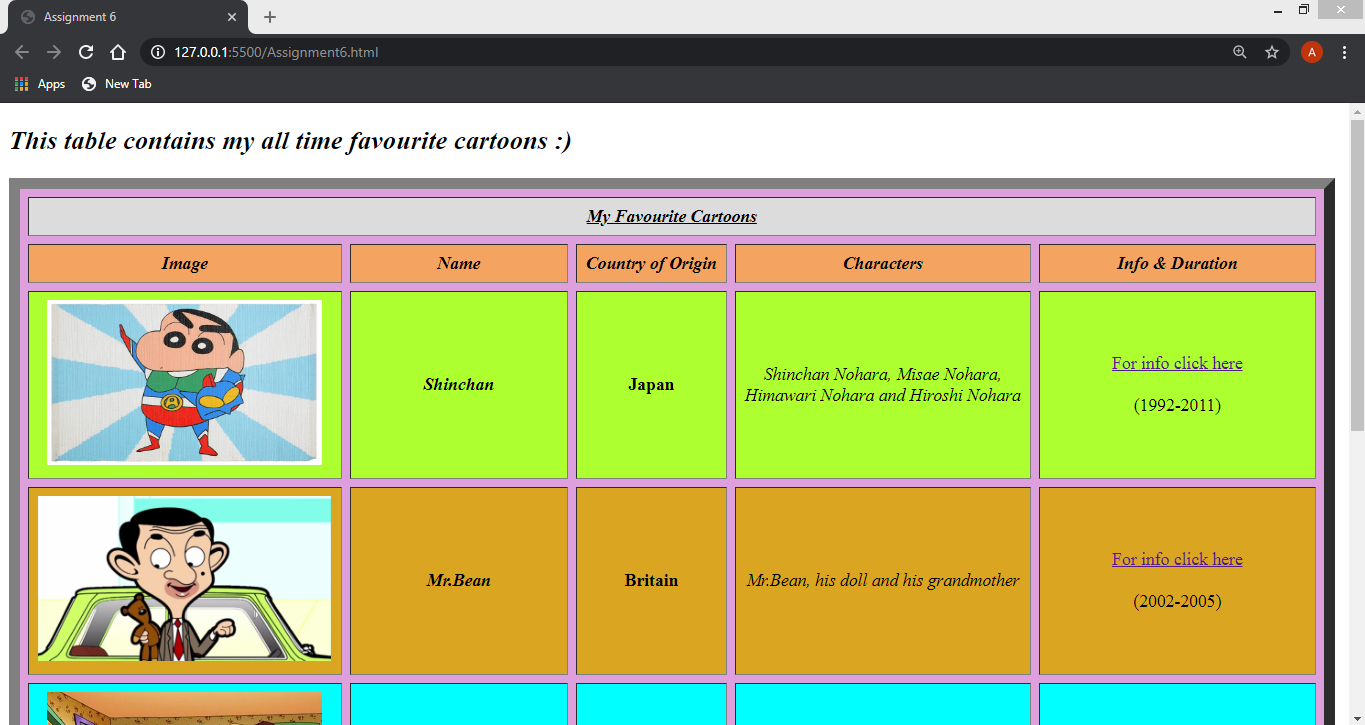 Assignment 6
127.0.0.1:5500/Assignment6.html
A
Apps
New Tab
This table contains my all time favourite cartoons :)
My Favourite Cartoons
Image Name Country of Origin Characters Info & Duration
Shinchan
Japan
Shinchan Nohara, Misae Nohara,
Himawari Nohara and Hiroshi Nohara
For info click here
(1992-2011)
Mr.Bean
Britain
Mr.Bean, his doll and his grandmother
For info click here
(2002-2005)